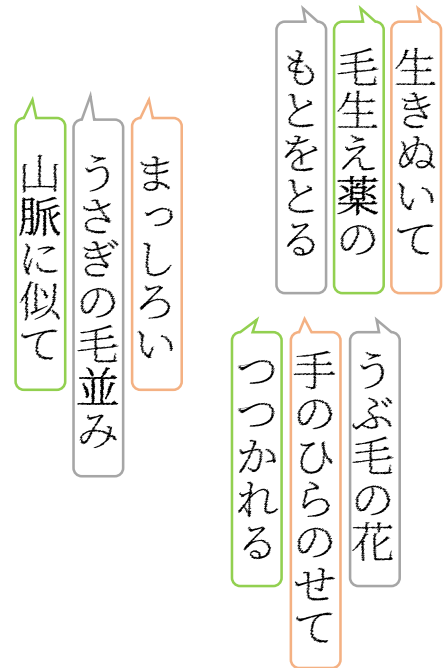 生きぬいて
毛生え薬の
もとをとる
うぶ毛の花
手のひらのせて
つつかれる
まっしろい
うさぎの毛並み
山脈に似て